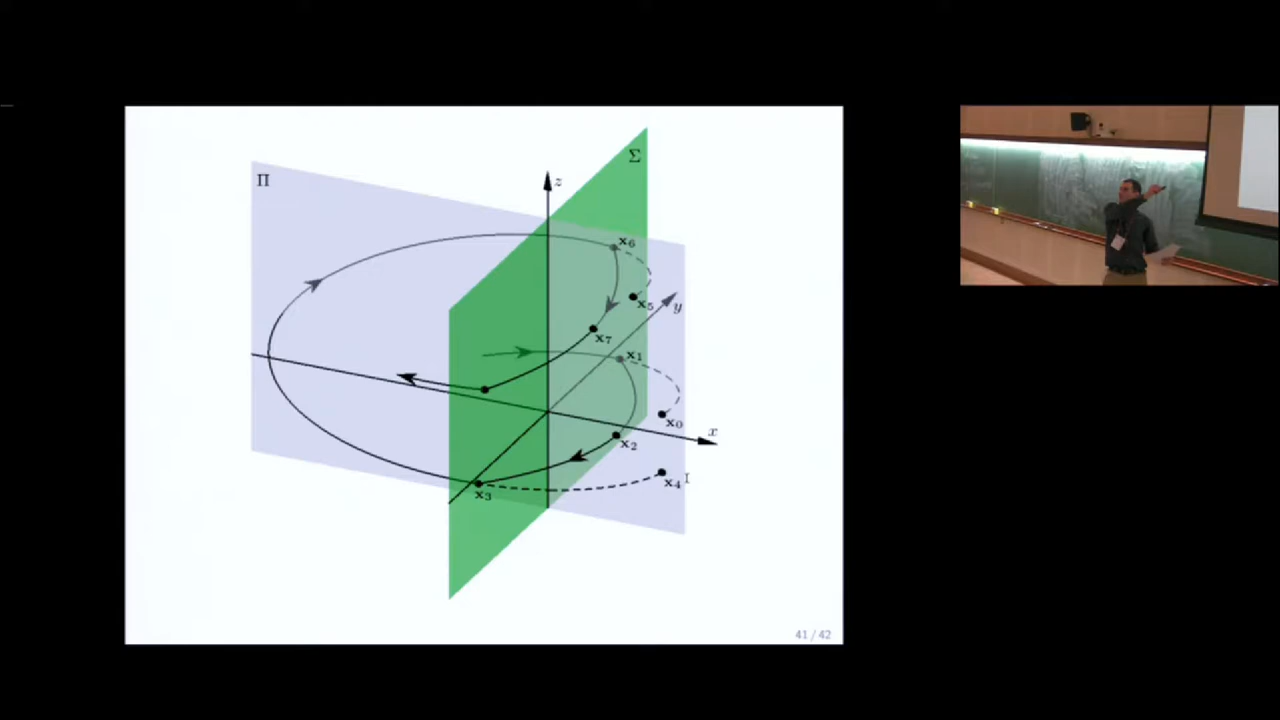 Σ
Π
z
x₆
x₅
y
x₇
x₁
x₀
x
x₂
x₄
x₃
41 / 42